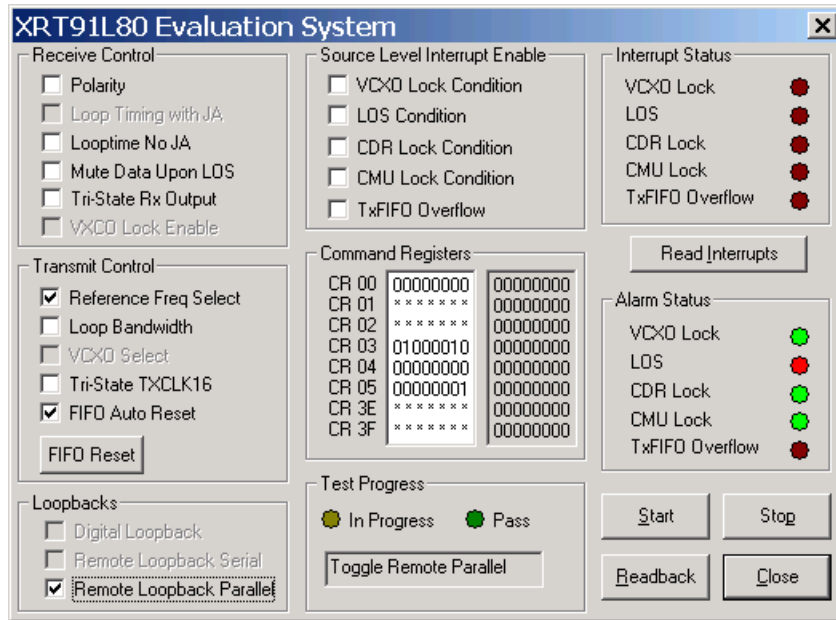 XRT91L80 Evaluation System
Receive Control
Polarity
Loop Timing with JA
Looptime No JA
Mute Data Upon LOS
Tri-State Rx Output
VXCO Lock Enable
Transmit Control
Reference Freq Select
Loop Bandwidth
VCXO Select
Tri-State TXCLK16
FIFO Auto Reset
FIFO Reset
Loopbacks
Digital Loopback
Remote Loopback Serial
Remote Loopback Parallel
Source Level Interrupt Enable
VCXO Lock Condition
LOS Condition
CDR Lock Condition
CMU Lock Condition
TxFIFO Overflow
Command Registers
CR 00 00000000 00000000
CR 01 * * * * * * * 00000000
CR 02 * * * * * * * 00000000
CR 03 01000010 00000000
CR 04 00000000 00000000
CR 05 00000001 00000000
CR 3E * * * * * * * 00000000
CR 3F * * * * * * * 00000000
Test Progress
In Progress Pass
Toggle Remote Parallel
Interrupt Status
VCXO Lock
LOS
CDR Lock
CMU Lock
TxFIFO Overflow
Read Interrupts
Alarm Status
VCXO Lock
LOS
CDR Lock
CMU Lock
TxFIFO Overflow
Start Stop
Readback Close